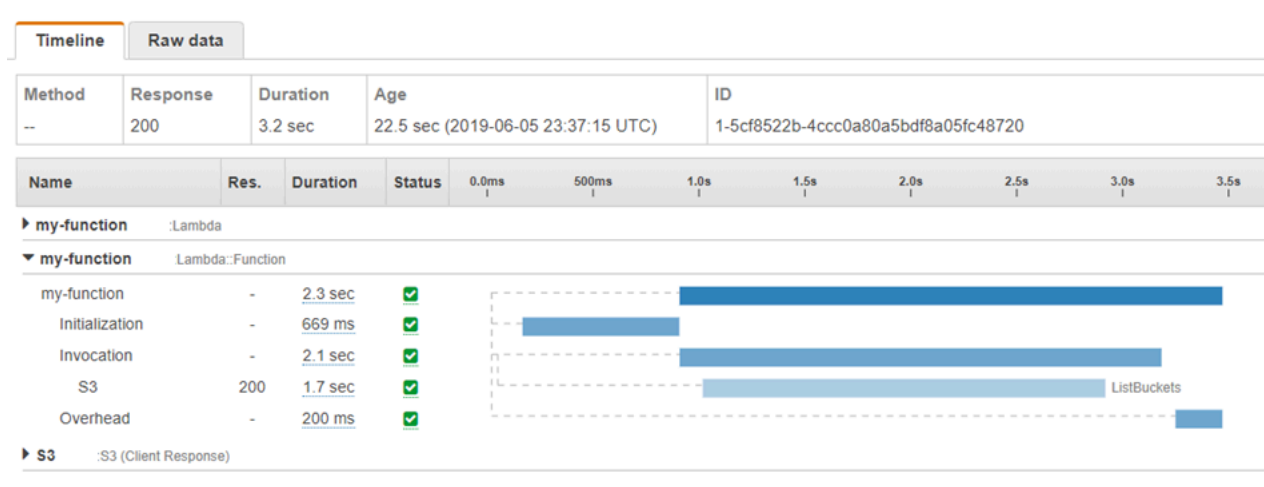 Timeline Raw data
Method Response Duration Age ID
-- 200 3.2 sec 22.5 sec (2019-06-05 23:37:15 UTC) 1-5cf8522b-4ccc0a80a5bdf8a05fc48720
Name Res. Duration Status 0.0ms 500ms 1.0s 1.5s 2.0s 2.5s 3.0s 3.5s
my-function :Lambda
my-function :Lambda::Function
my-function - 2.3 sec
Initialization - 669 ms
Invocation - 2.1 sec
S3 200 1.7 sec ListBuckets
Overhead - 200 ms
S3 :S3 (Client Response)